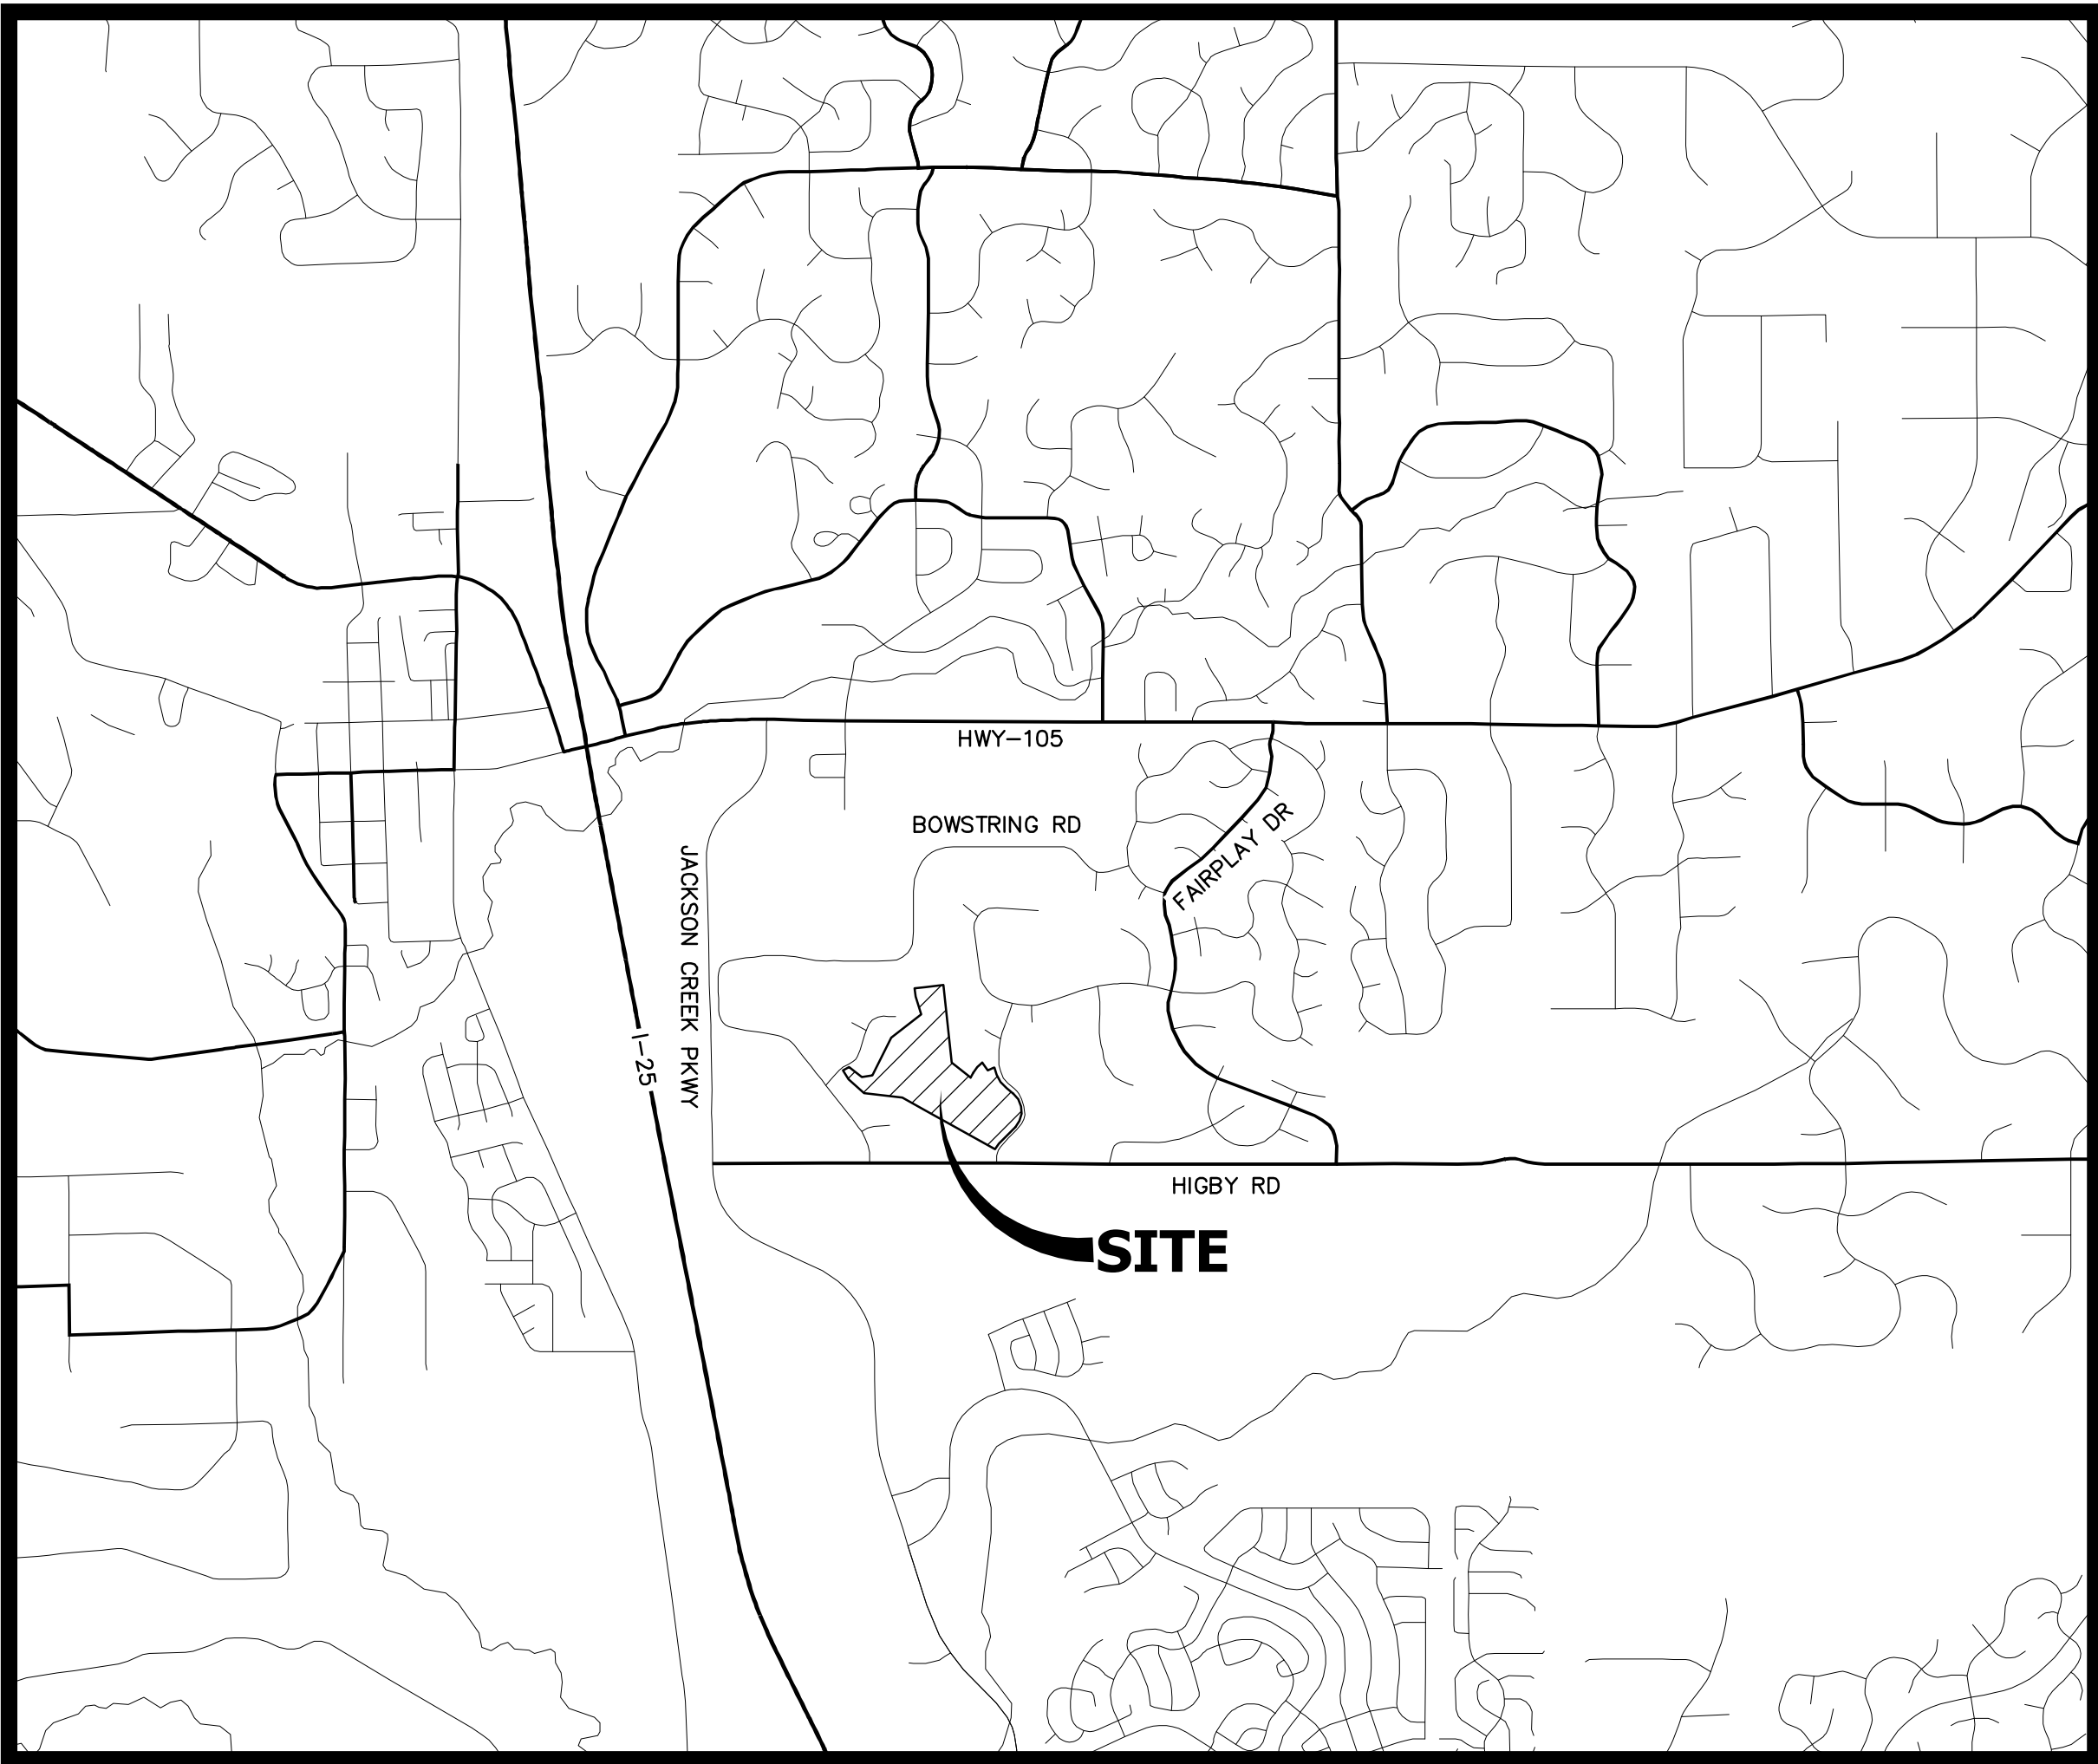 HWY-105
BOWSTRING RD
FAIRPLAY DR
JACKSON CREEK PKWY
I-25
HIGBY RD
SITE